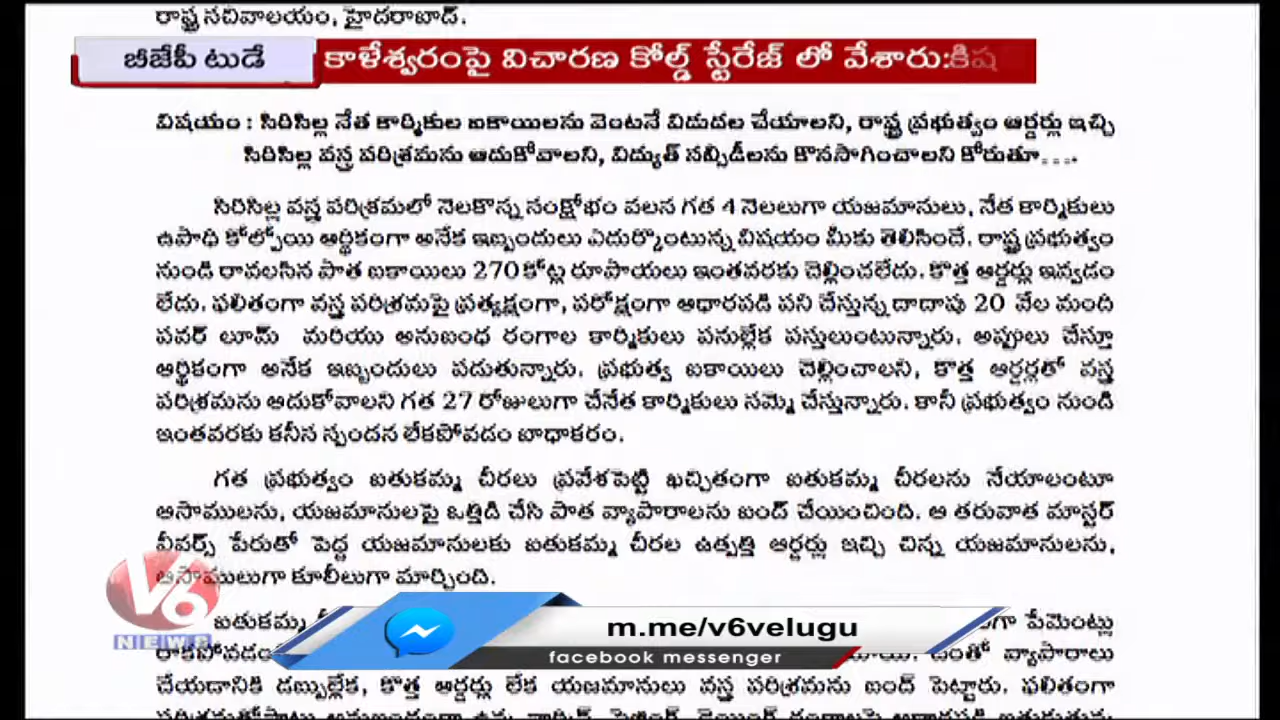 రాష్ట్ర సచివాలయం, హైదరాబాద్.
బీజేపీ టుడే
కాళేశ్వరంపై విచారణ కోల్డ్ స్టోరేజ్ లో వేశారు:కిష
విషయం : సిరిసిల్ల నేత కార్మికుల బకాయిలను వెంటనే విడుదల చేయాలని, రాష్ట్ర ప్రభుత్వం ఆర్డర్లు ఇచ్చి
సిరిసిల్ల వస్త్ర పరిశ్రమను ఆదుకోవాలని, విద్యుత్ సబ్సిడీలను కొనసాగించాలని కోరుతూ....
సిరిసిల్ల వస్త్ర పరిశ్రమలో నెలకొన్న సంక్షోభం వలన గత 4 నెలలుగా యజమానులు, నేత కార్మికులు
ఉపాధి కోల్పోయి ఆర్థికంగా అనేక ఇబ్బందులు ఎదుర్కొంటున్న విషయం మీకు తెలిసిందే. రాష్ట్ర ప్రభుత్వం
నుండి రావలసిన పాత బకాయిలు 270 కోట్ల రూపాయలు ఇంతవరకు చెల్లించలేదు. కొత్త ఆర్డర్లు ఇవ్వడం
లేదు. ఫలితంగా వస్త్ర పరిశ్రమపై ప్రత్యక్షంగా, పరోక్షంగా ఆధారపడి పని చేస్తున్న దాదాపు 20 వేల మంది
పవర్ లూమ్ మరియు అనుబంధ రంగాల కార్మికులు పనుల్లేక పస్తులుంటున్నారు. అప్పులు చేస్తూ
ఆర్థికంగా అనేక ఇబ్బందులు పడుతున్నారు. ప్రభుత్వ బకాయిలు చెల్లించాలని, కొత్త ఆర్డర్లతో వస్త్ర
పరిశ్రమను ఆదుకోవాలని గత 27 రోజులుగా చేనేత కార్మికులు సమ్మె చేస్తున్నారు. కానీ ప్రభుత్వం నుండి
ఇంతవరకు కనీస స్పందన లేకపోవడం బాధాకరం.
గత ప్రభుత్వం బతుకమ్మ చీరలు ప్రవేశపెట్టి ఖచ్చితంగా బతుకమ్మ చీరలను నేయాలంటూ
ఆసాములను, యజమానులపై ఒత్తిడి చేసి పాత వ్యాపారాలను బంద్ చేయించింది. ఆ తరువాత మాస్టర్
వీవర్స్ పేరుతో పెద్ద యజమానులకు బతుకమ్మ చీరల ఉత్పత్తి ఆర్డర్లు ఇచ్చి చిన్న యజమానులను,
ఆసాములుగా కూలీలుగా మార్చింది.
బతుకమ్మ పేమెంట్లు
రాకపోవడం దీంతో వ్యాపారాలు
చేయడానికి డబ్బుల్లేక, కొత్త ఆర్డర్లు లేక యజమానులు వస్త్ర పరిశ్రమను బంద్ పెట్టారు. ఫలితంగా
V6
NEWS
m.me/v6velugu
facebook messenger